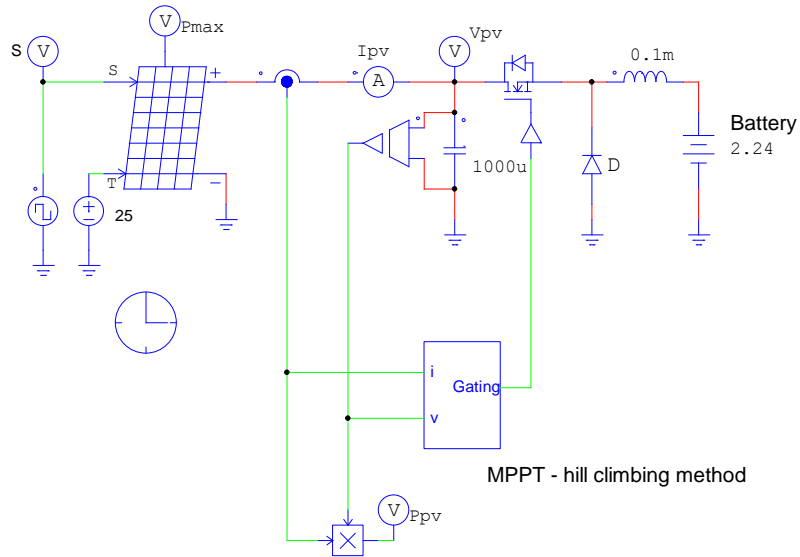 V
Pmax
S
V
S
+
Ipv
A
Vpv
V
0.1m
Battery
2.24
1000u
D
T
−
25
i
Gating
v
MPPT - hill climbing method
V
Ppv